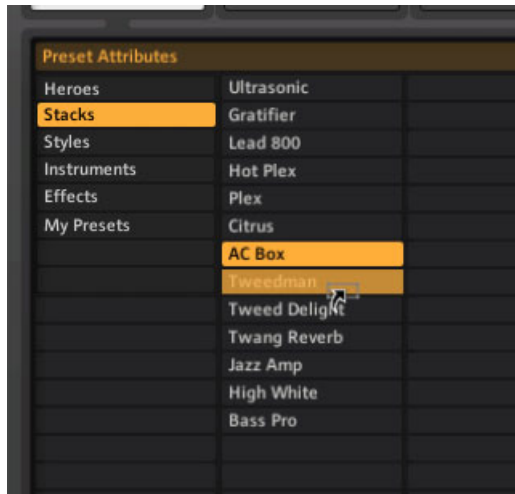 Preset Attributes
Heroes
Stacks
Styles
Instruments
Effects
My Presets
Ultrasonic
Gratifier
Lead 800
Hot Plex
Plex
Citrus
AC Box
Tweedman
Tweed Delight
Twang Reverb
Jazz Amp
High White
Bass Pro